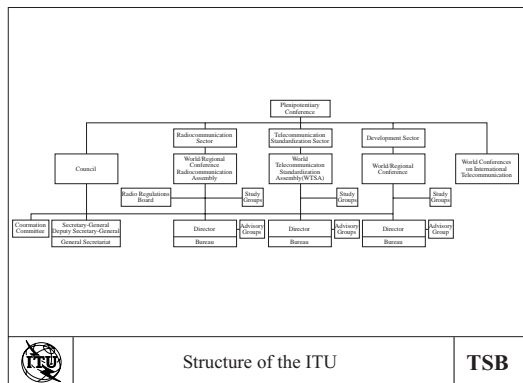 Plenipotentiary
Conference
Radiocommunication
Sector
Telecommunication
Standardization Sector
Development Sector
Council
World/Regional
Conference
Radiocommunication
Assembly
World
Telecommunicaton
Standardization
Assembly(WTSA)
World/Regional
Conference
World Conferences
on International
Telecommunication
Radio Regulations
Board
Study
Groups
Study
Groups
Study
Groups
Coormation
Committee
Secretary-General
Deputy Secretary-General
General Secretariat
Director
Bureau
Advisory
Groups
Director
Bureau
Advisory
Groups
Director
Bureau
Advisory
Group
ITU
Structure of the ITU
TSB